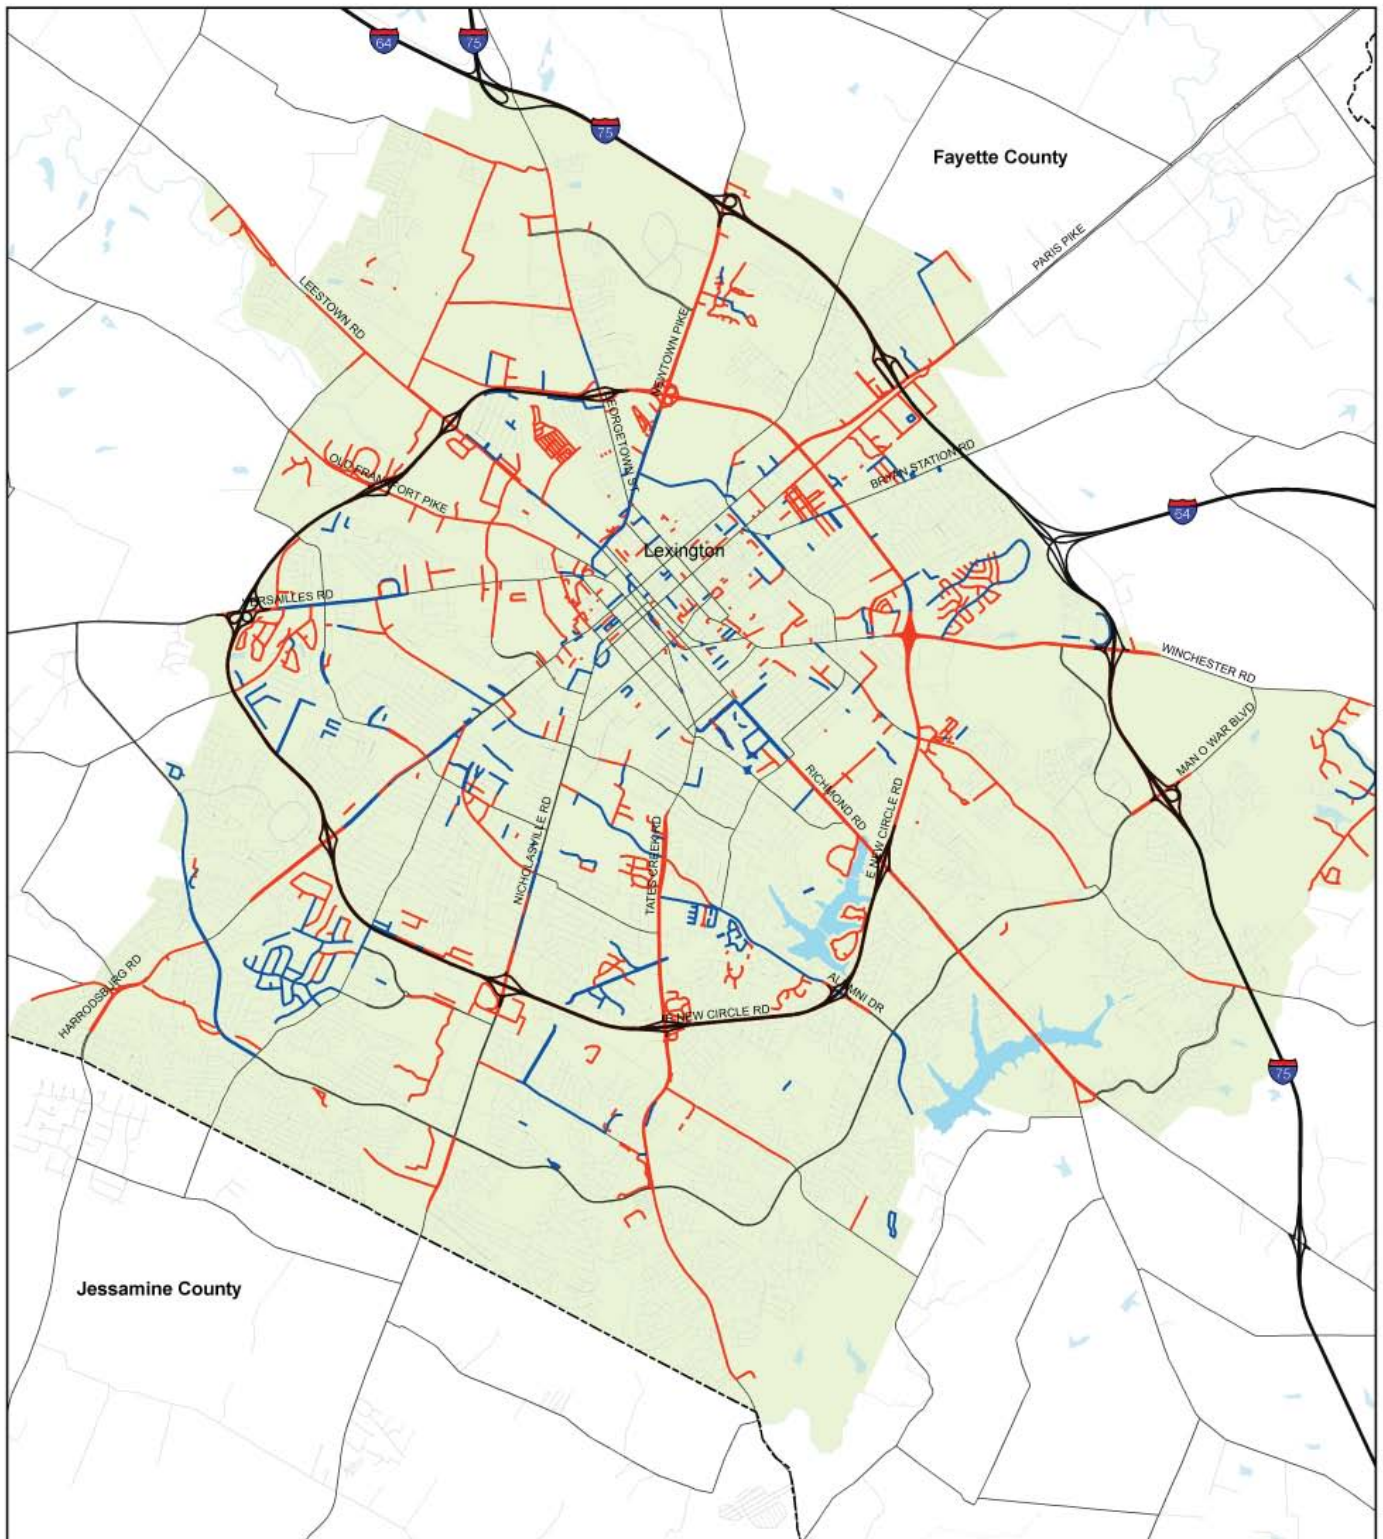 64
75
75
Fayette County
PARIS PIKE
LEESTOWN RD
NEWTOWN PIKE
EORGETOWN ST
BRYAN STATION RD
OLD FRANKFORT PIKE
64
Lexington
ERSAILLES RD
WINCHESTER RD
MAN O WAR BLVD
RICHMOND RD
E NEW CIRCLE RD
NICHOLASVILLE RD
TATES CREEK RD
HARRODSBURG RD
ALUMNI DR
NEW CIRCLE RD
75
Jessamine County